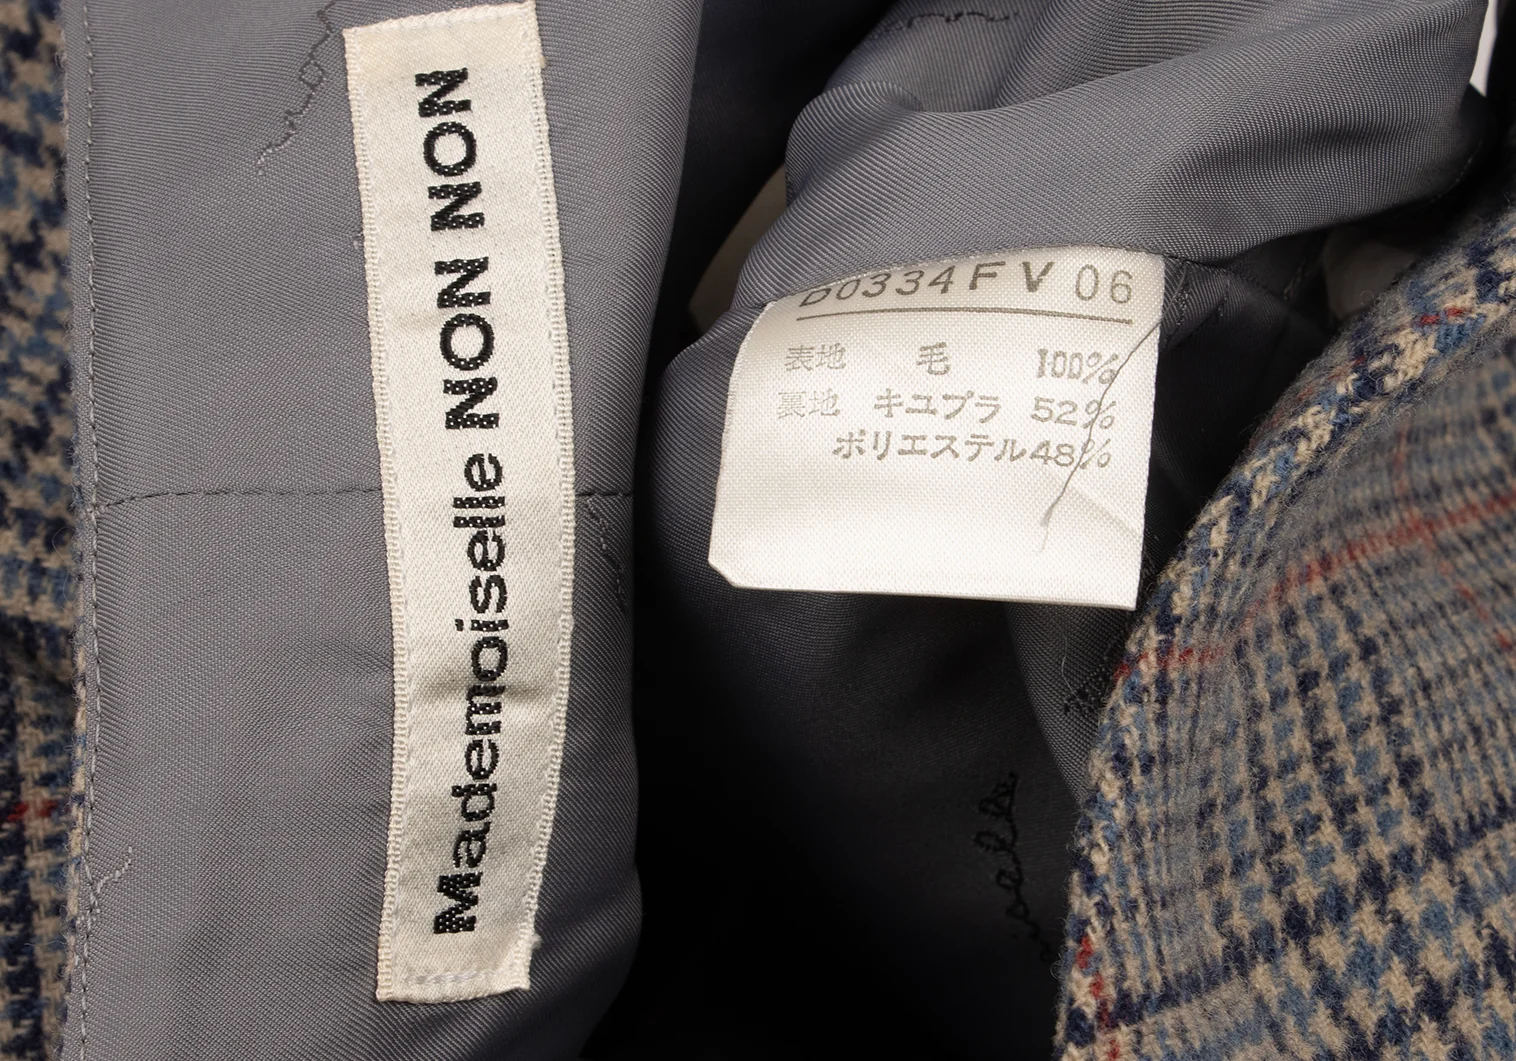 Mademoiselle NON NON
D0334FV 06
表地 毛 100%
裏地 キュプラ 52%
ポリエステル48%